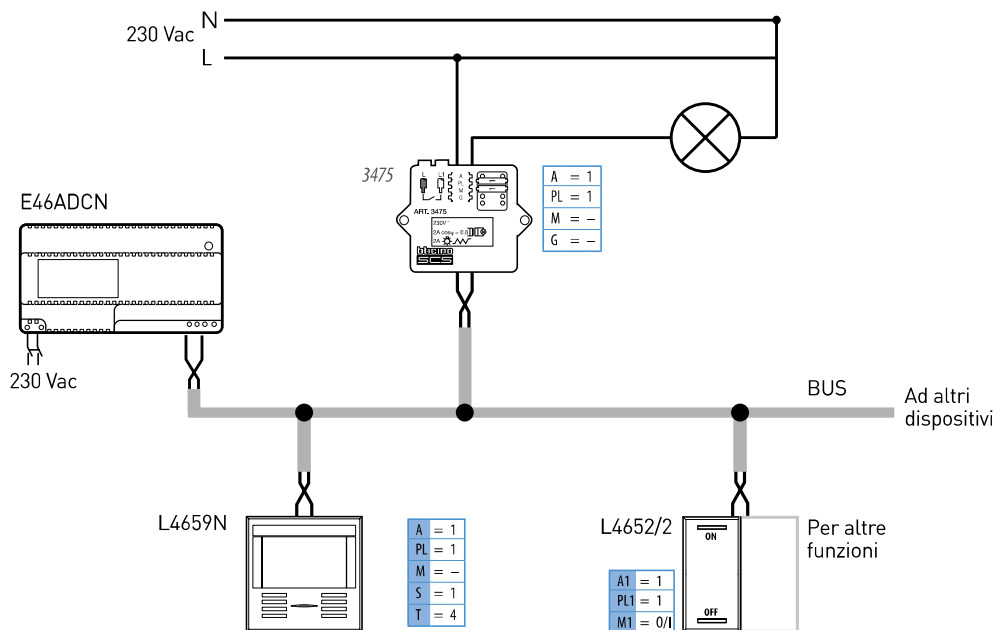 230 Vac
N
L
3475
L L1
A
PL
M
G
ART. 3475
230V~
2A
bticino
SCS
A = 1
PL = 1
M = –
G = –
E46ADCN
230 Vac
BUS
Ad altri
dispositivi
L4659N
A = 1
PL = 1
M = –
S = 1
T = 4
L4652/2
ON
OFF
Per altre
funzioni
A1 = 1
PL1 = 1
M1 = 0/I